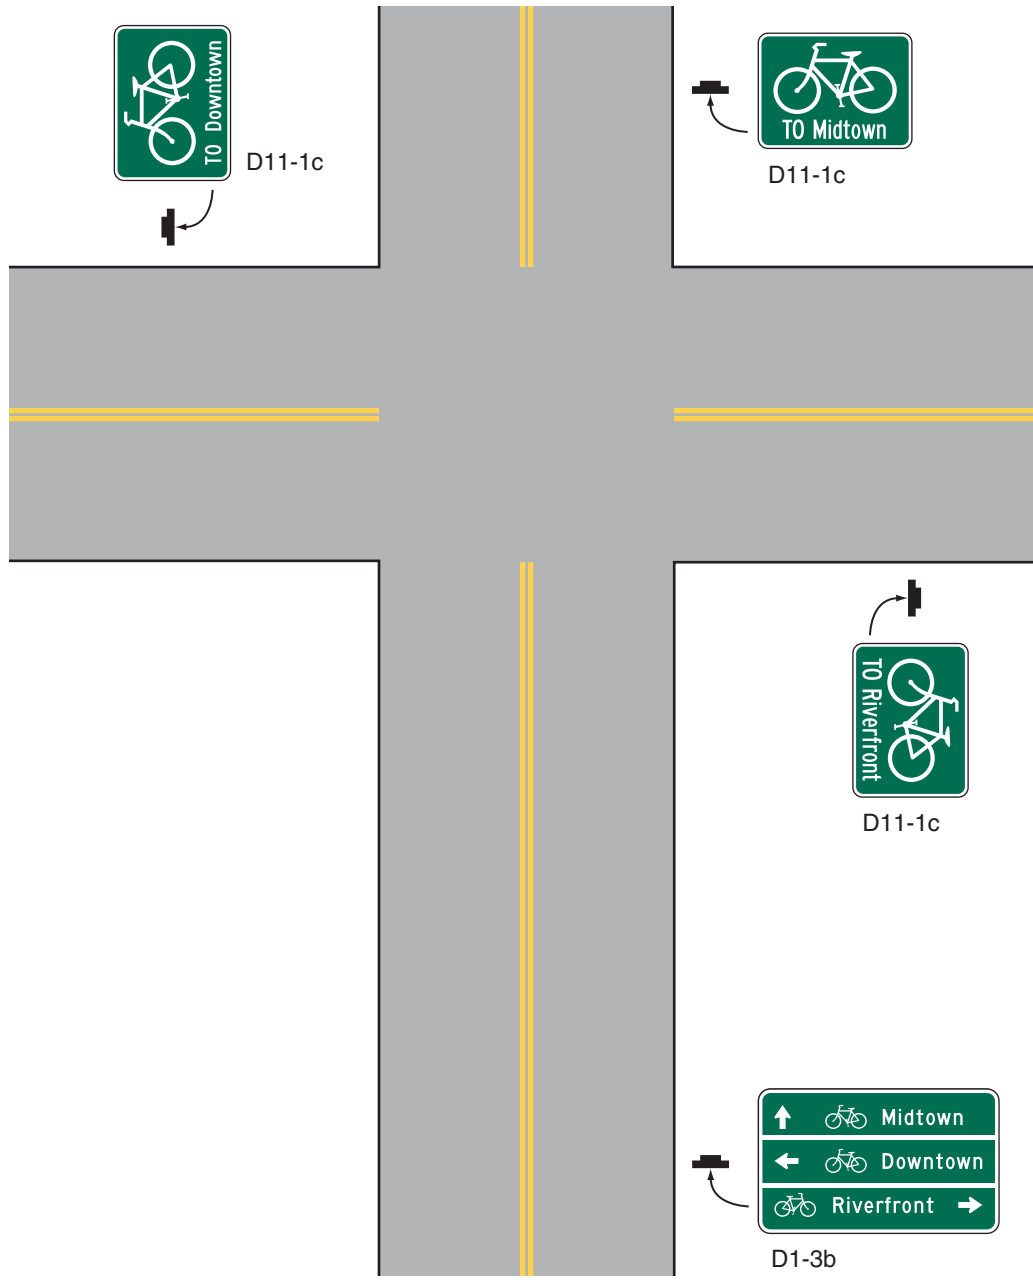 TO Downtown
D11-1c
TO Midtown
D11-1c
TO Riverfront
D11-1c
Midtown
Downtown
Riverfront
D1-3b